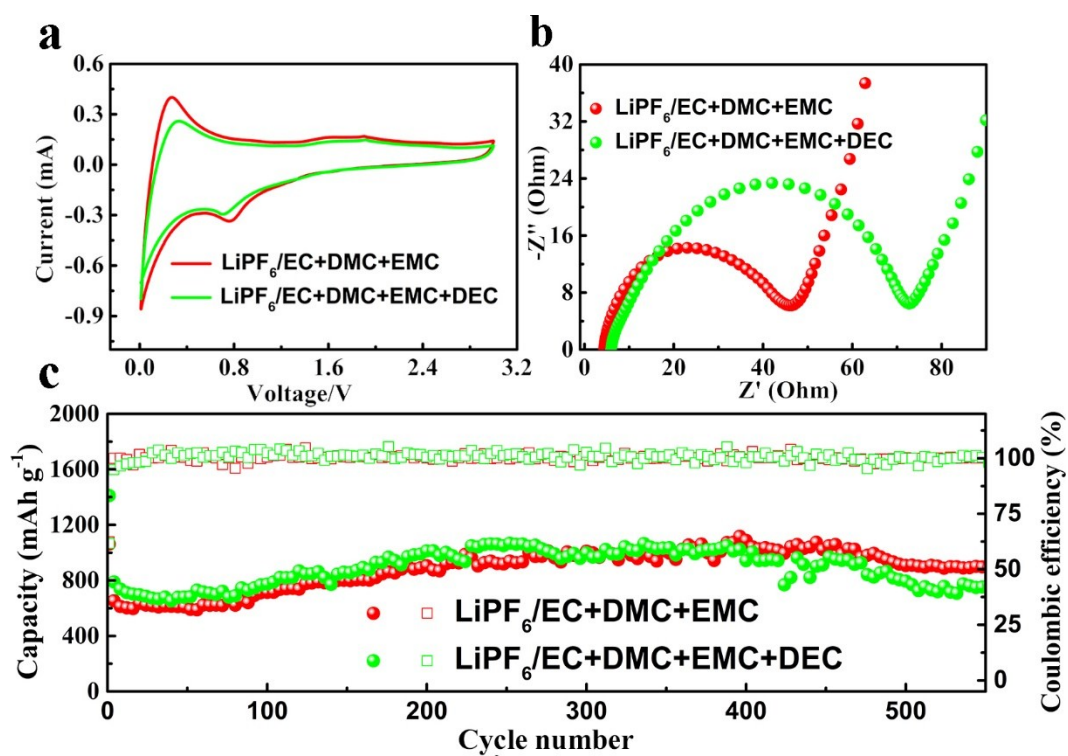 a
0.6
0.3
0.0
-0.3
-0.6
-0.9
Current (mA)
LiPF6/EC+DMC+EMC
LiPF6/EC+DMC+EMC+DEC
0.0 0.8 1.6 2.4 3.2
Voltage/V
b
40
32
24
16
8
0
-Z'' (Ohm)
LiPF6/EC+DMC+EMC
LiPF6/EC+DMC+EMC+DEC
0 20 40 60 80
Z' (Ohm)
c
2000
1600
1200
800
400
0
Capacity (mAh g-1)
100
75
50
25
0
Coulombic efficiency (%)
LiPF6/EC+DMC+EMC
LiPF6/EC+DMC+EMC+DEC
0 100 200 300 400 500
Cycle number